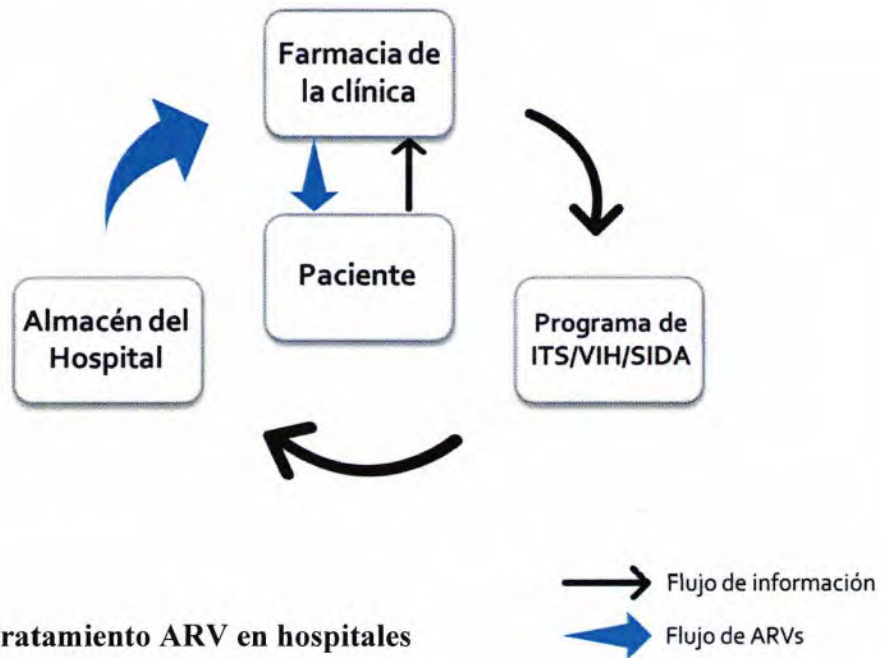 Farmacia de
la clínica
Paciente
Almacén del
Hospital
Programa de
ITS/VIH/SIDA
Flujo de información
ratamiento ARV en hospitales
Flujo de ARVs